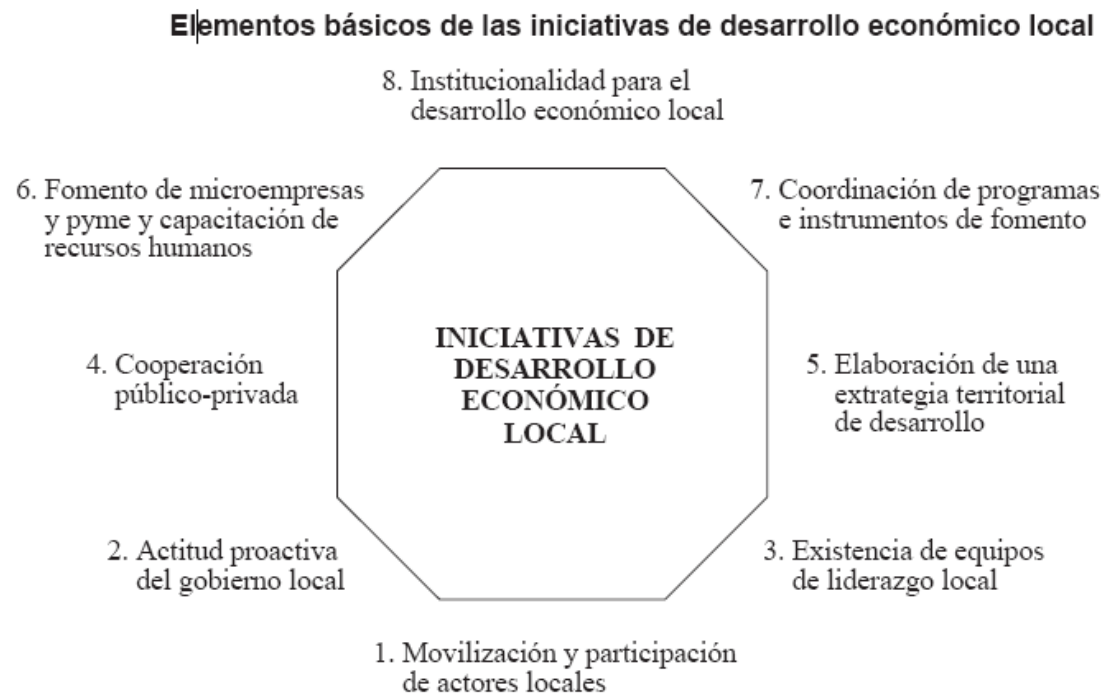 Elementos básicos de las iniciativas de desarrollo económico local
8. Institucionalidad para el
desarrollo económico local
6. Fomento de microempresas
y pyme y capacitación de
recursos humanos
7. Coordinación de programas
e instrumentos de fomento
INICIATIVAS DE
DESARROLLO
ECONÓMICO
LOCAL
4. Cooperación
público-privada
5. Elaboración de una
extrategia territorial
de desarrollo
2. Actitud proactiva
del gobierno local
3. Existencia de equipos
de liderazgo local
1. Movilización y participación
de actores locales